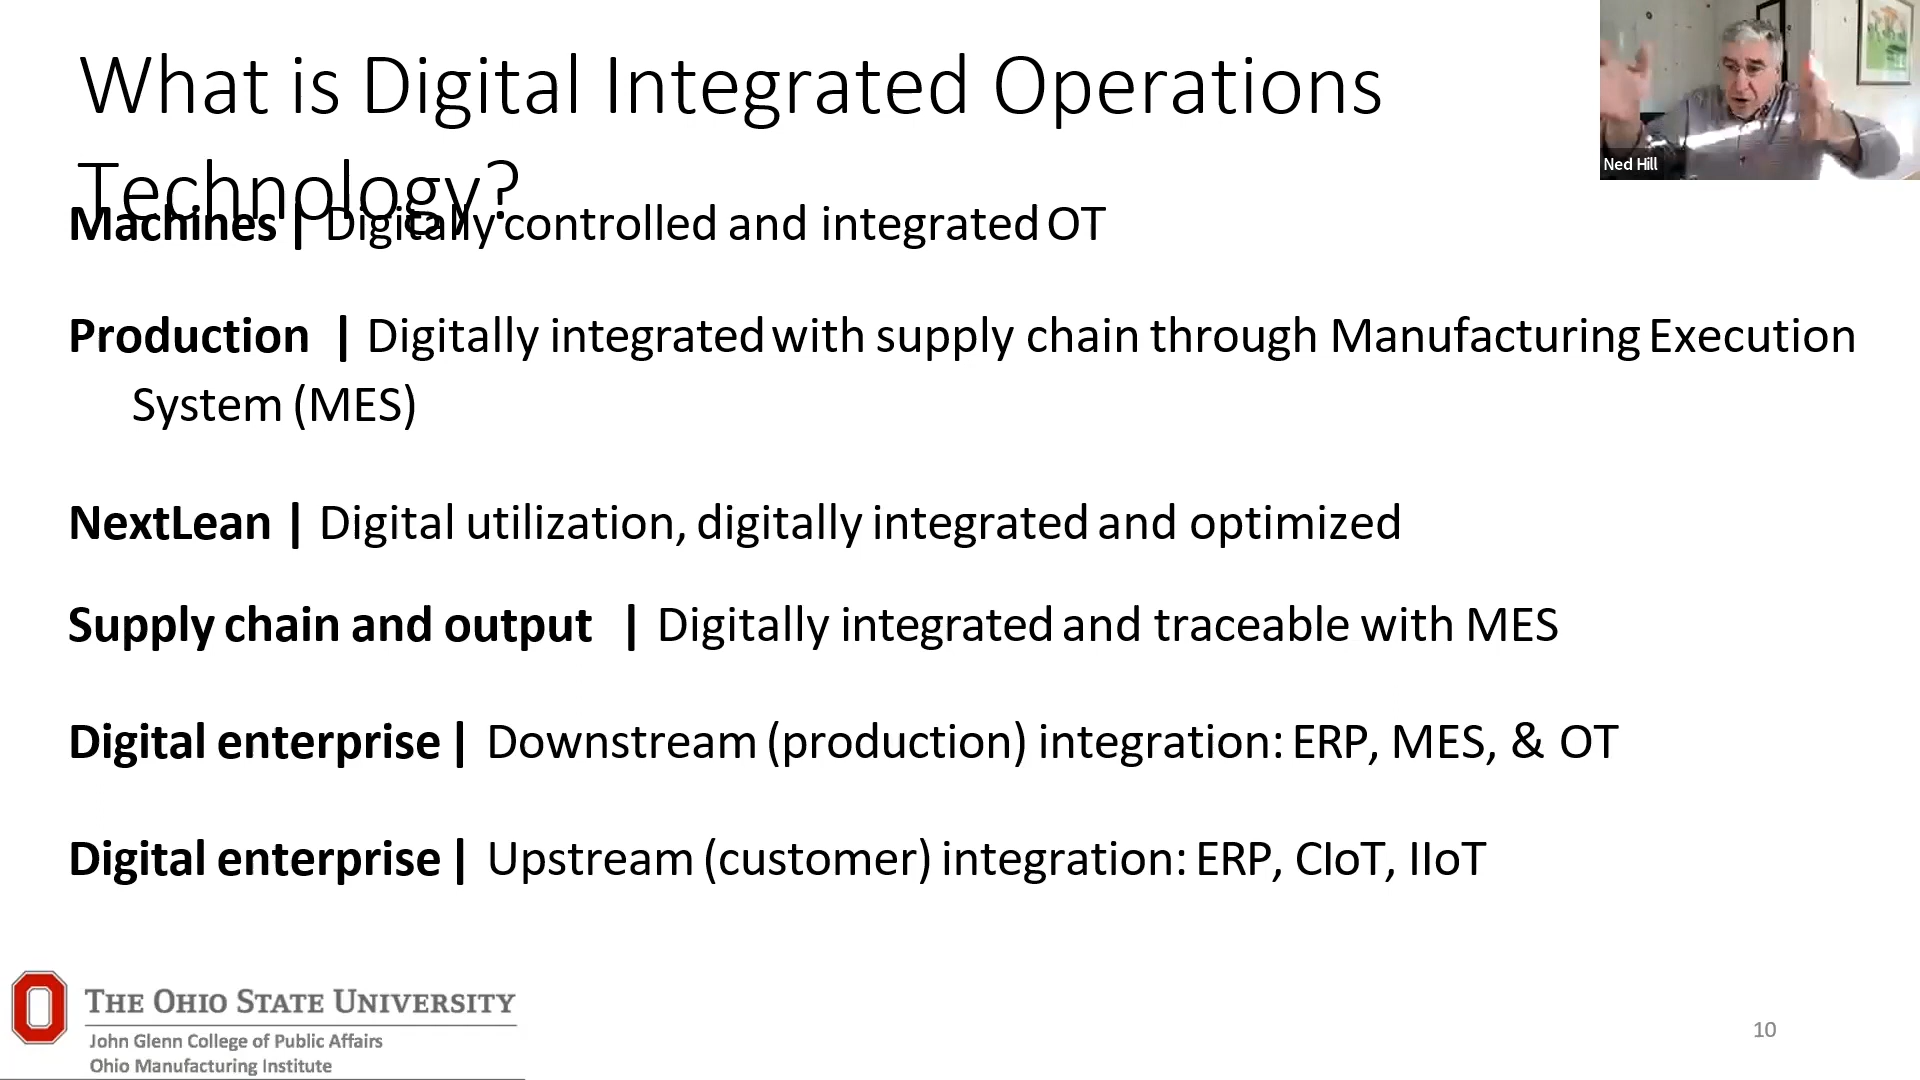 What is Digital Integrated Operations
Technology?
Ned Hill
Machines | Digitally controlled and integrated OT
Production | Digitally integrated with supply chain through Manufacturing Execution
System (MES)
NextLean | Digital utilization, digitally integrated and optimized
Supply chain and output | Digitally integrated and traceable with MES
Digital enterprise | Downstream (production) integration: ERP, MES, & OT
Digital enterprise | Upstream (customer) integration: ERP, CIoT, IIoT
THE OHIO STATE UNIVERSITY
John Glenn College of Public Affairs
Ohio Manufacturing Institute
10